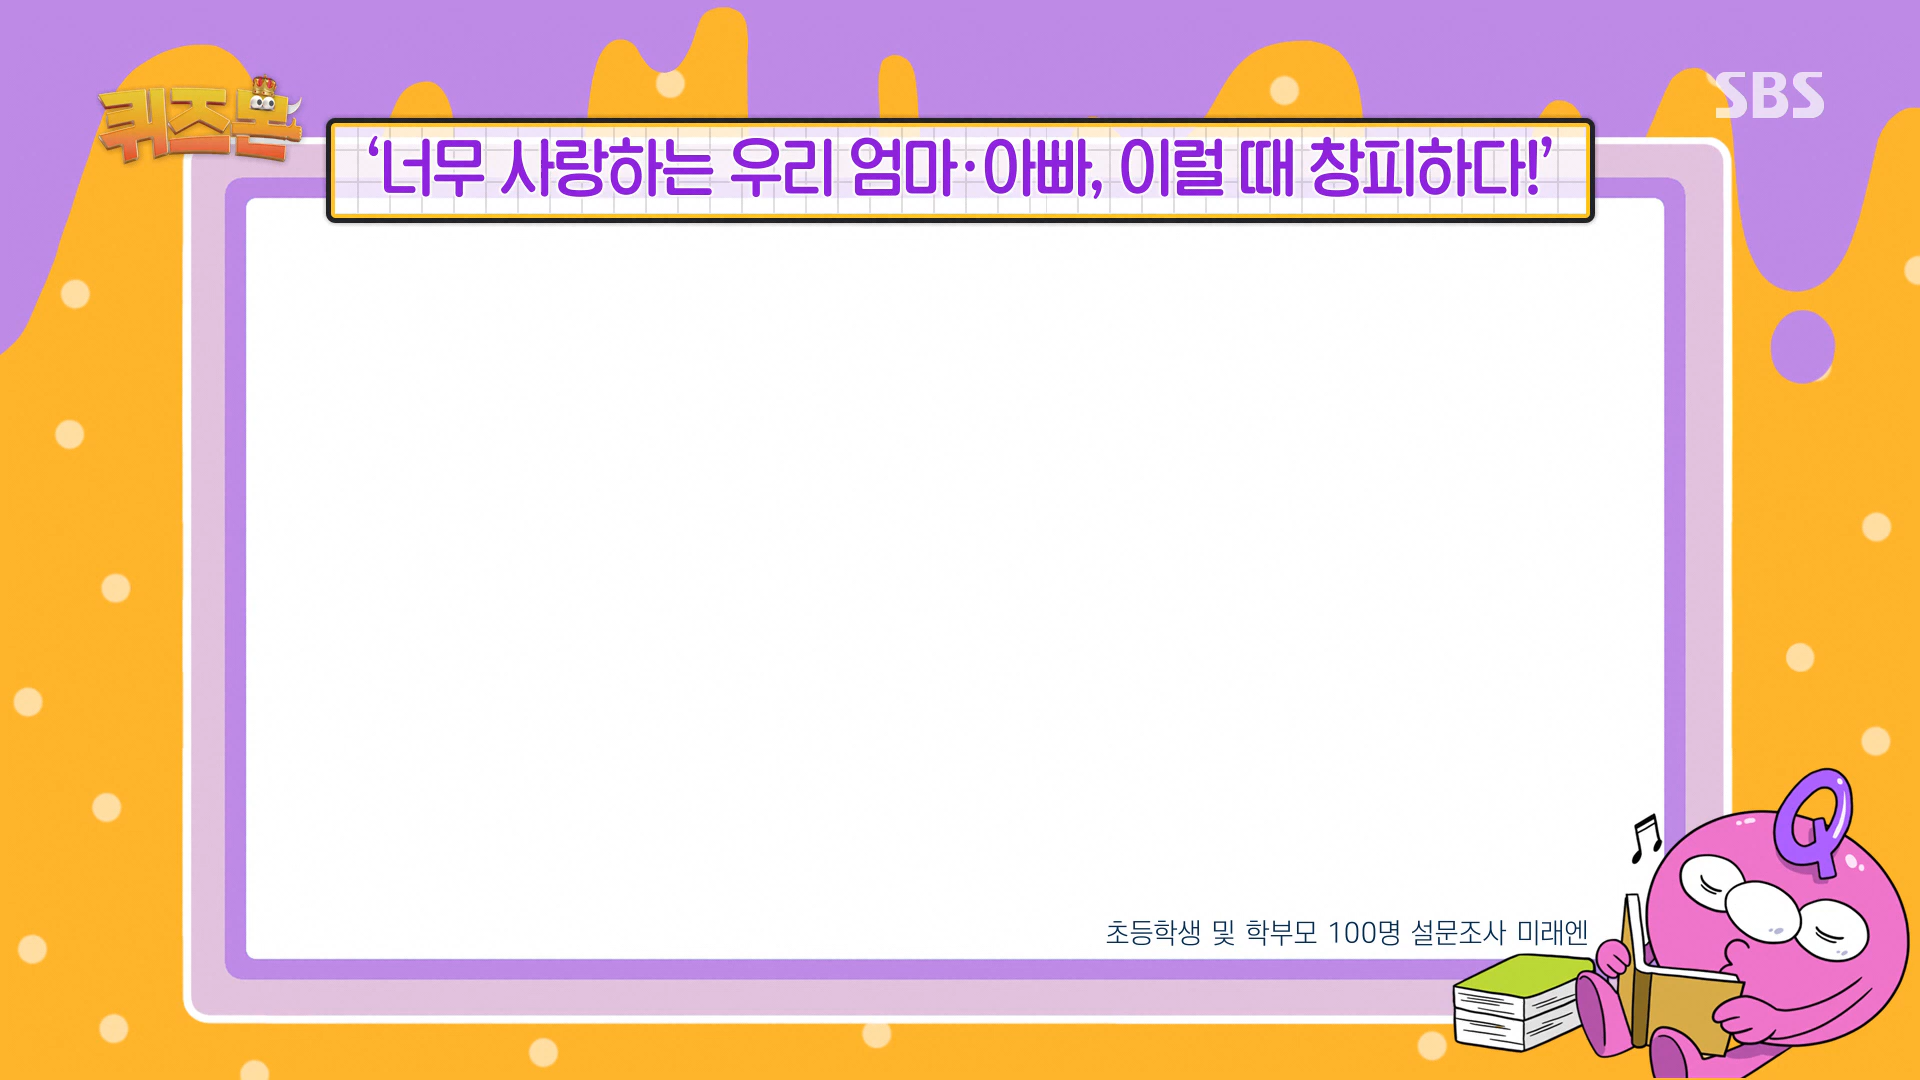 퀴즈몬
SBS
‘너무 사랑하는 우리 엄마·아빠, 이럴 때 창피하다!’
Q
초등학생 및 학부모 100명 설문조사 미래엔